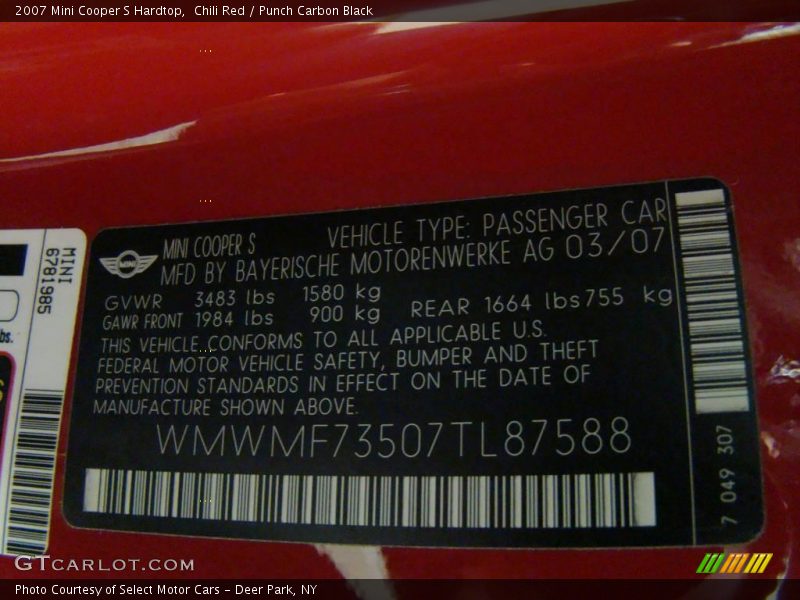 2007 Mini Cooper S Hardtop,  Chili Red / Punch Carbon Black
MINI COOPER S VEHICLE TYPE: PASSENGER CAR
MINI
MFD BY BAYERISCHE MOTORENWERKE AG 03/07
GVWR 3483 lbs 1580 kg
GAWR FRONT 1984 lbs 900 kg REAR 1664 lbs 755 kg
THIS VEHICLE CONFORMS TO ALL APPLICABLE U.S.
FEDERAL MOTOR VEHICLE SAFETY, BUMPER AND THEFT
PREVENTION STANDARDS IN EFFECT ON THE DATE OF
MANUFACTURE SHOWN ABOVE.
WMWMF73507TL87588
7 049 307
MINI
6781985
lbs.
GTCARLOT.COM
Photo Courtesy of Select Motor Cars - Deer Park, NY